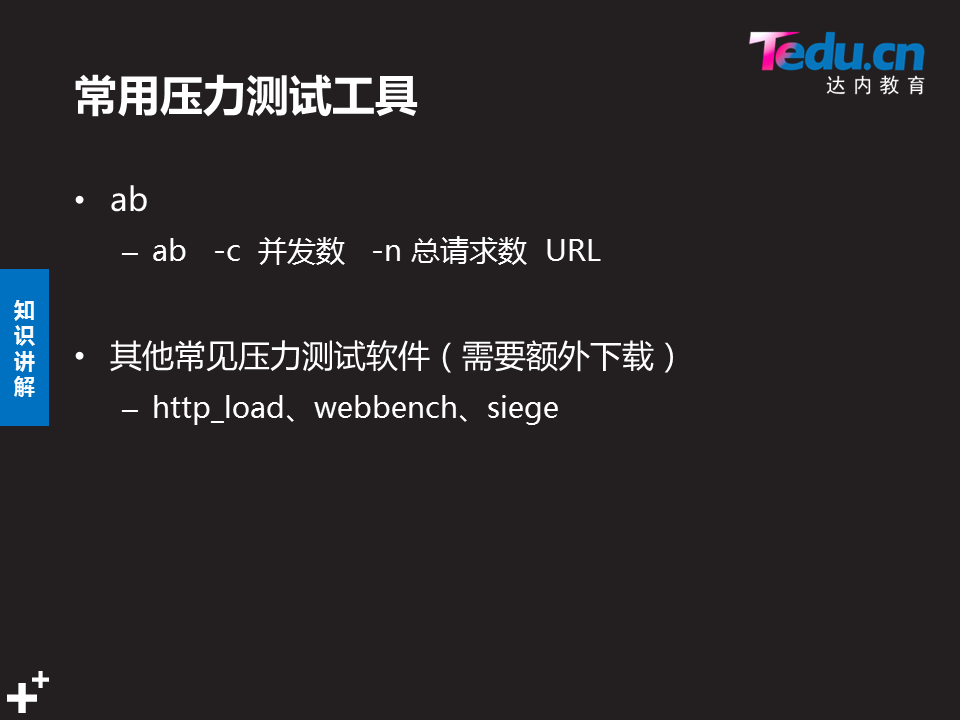 Tedu.cn
达内教育
常用压力测试工具
• ab
– ab -c 并发数 -n 总请求数 URL
知识讲解
• 其他常见压力测试软件（需要额外下载）
– http_load、webbench、siege